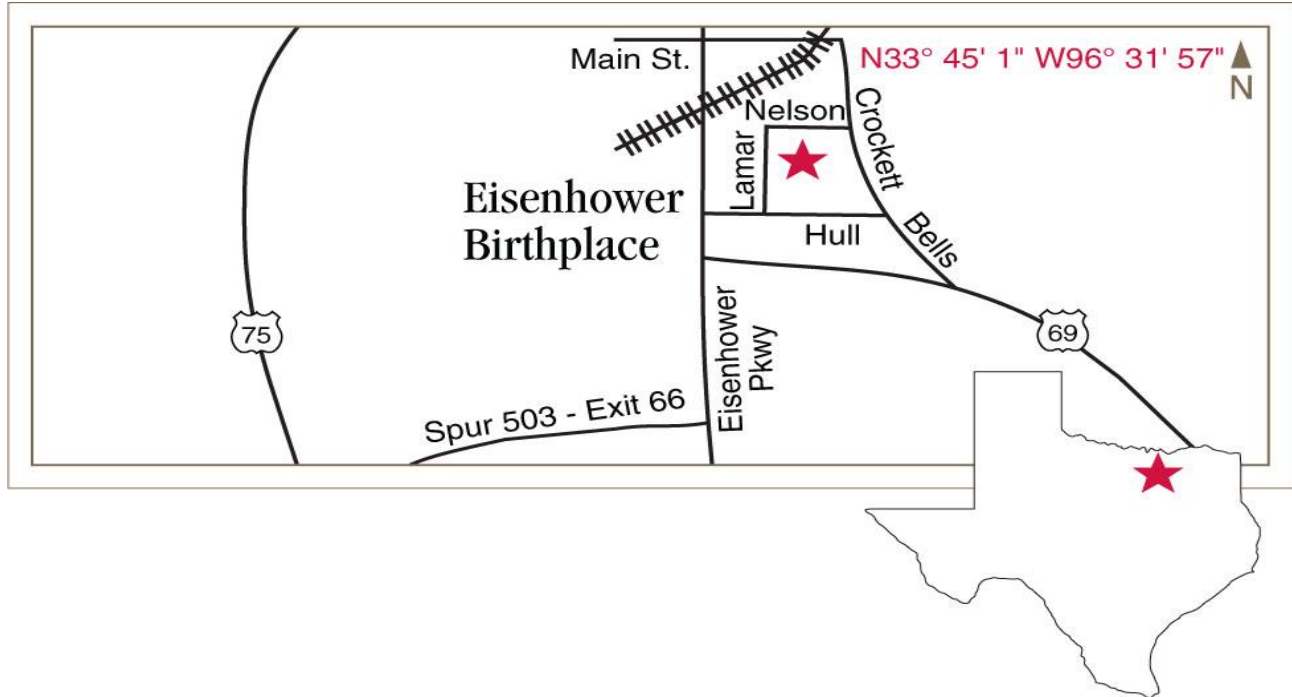 Main St.
N33° 45' 1" W96° 31' 57"
N
Nelson
Crockett
Lamar
Eisenhower
Birthplace
Hull
Bells
75
69
Eisenhower
Pkwy
Spur 503 - Exit 66